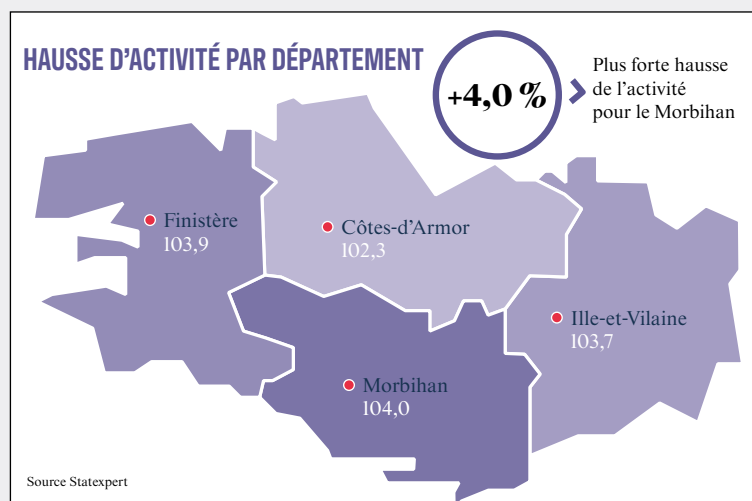 HAUSSE D’ACTIVITÉ PAR DÉPARTEMENT
+4,0 %
Plus forte hausse
de l’activité
pour le Morbihan
Finistère
103,9
Côtes-d’Armor
102,3
Ille-et-Vilaine
103,7
Morbihan
104,0
Source Statexpert